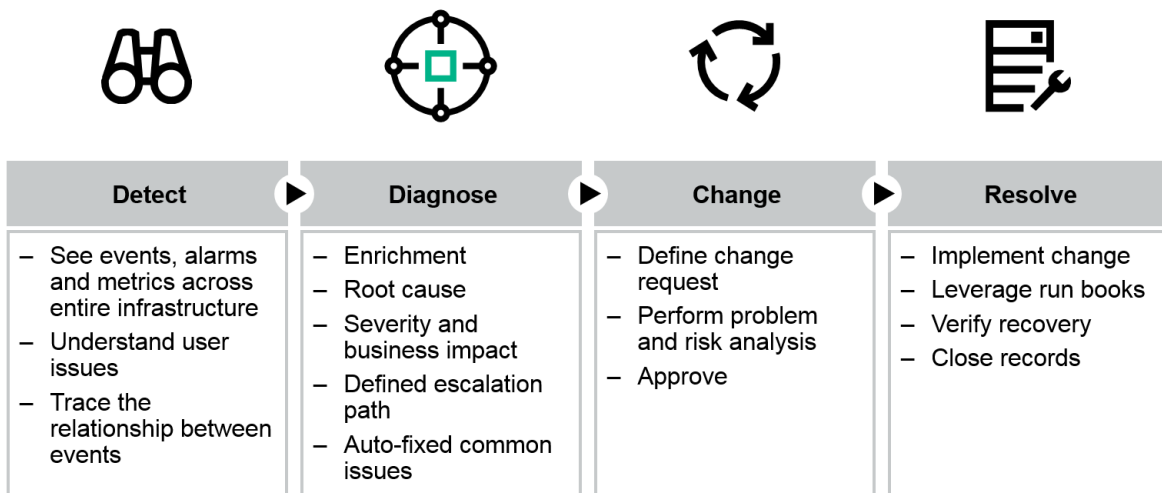 Detect
Diagnose
Change
Resolve
– See events, alarms
and metrics across
entire infrastructure
– Understand user
issues
– Trace the
relationship between
events
– Enrichment
– Root cause
– Severity and
business impact
– Defined escalation
path
– Auto-fixed common
issues
– Define change
request
– Perform problem
and risk analysis
– Approve
– Implement change
– Leverage run books
– Verify recovery
– Close records